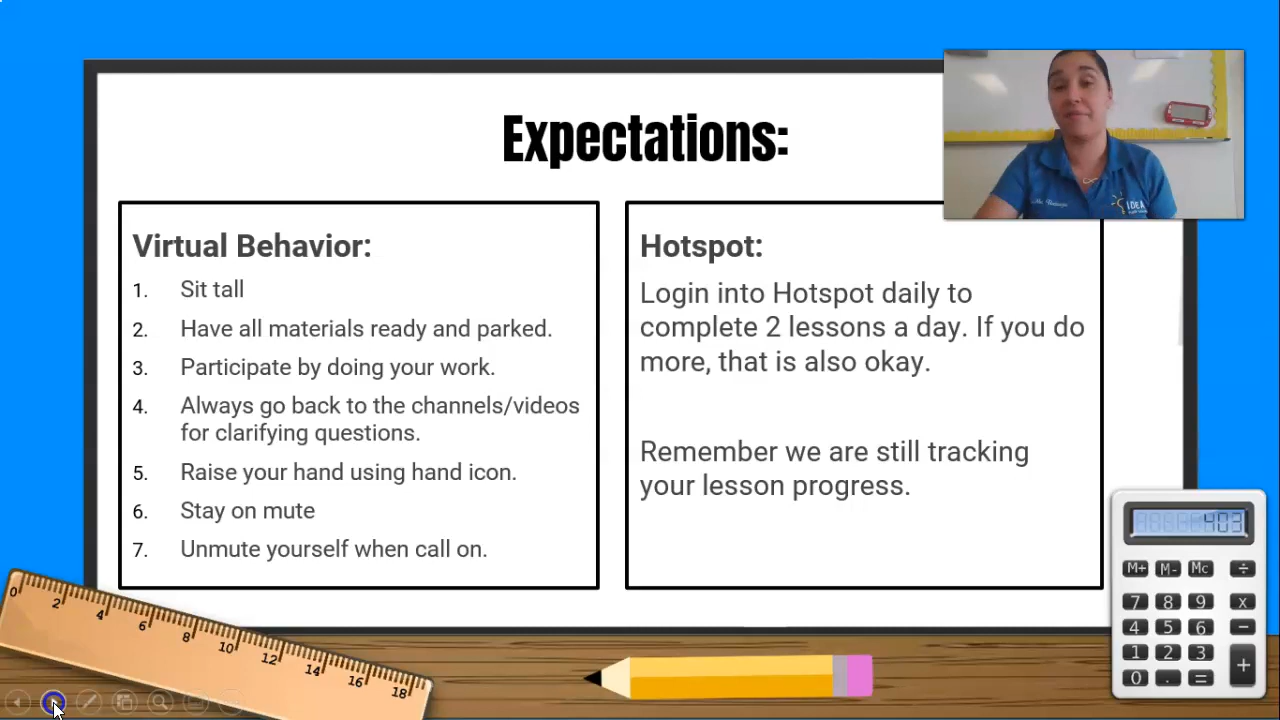 Expectations:
Virtual Behavior:
1. Sit tall
2. Have all materials ready and parked.
3. Participate by doing your work.
4. Always go back to the channels/videos
for clarifying questions.
5. Raise your hand using hand icon.
6. Stay on mute
7. Unmute yourself when call on.
Hotspot:
Login into Hotspot daily to
complete 2 lessons a day. If you do
more, that is also okay.
Remember we are still tracking
your lesson progress.
IDEA
403
M+ M- Mc ÷
7 8 9 x
4 5 6 −
1 2 3 +
0 . =
0 2 4 6 8 10 12 14 16 18